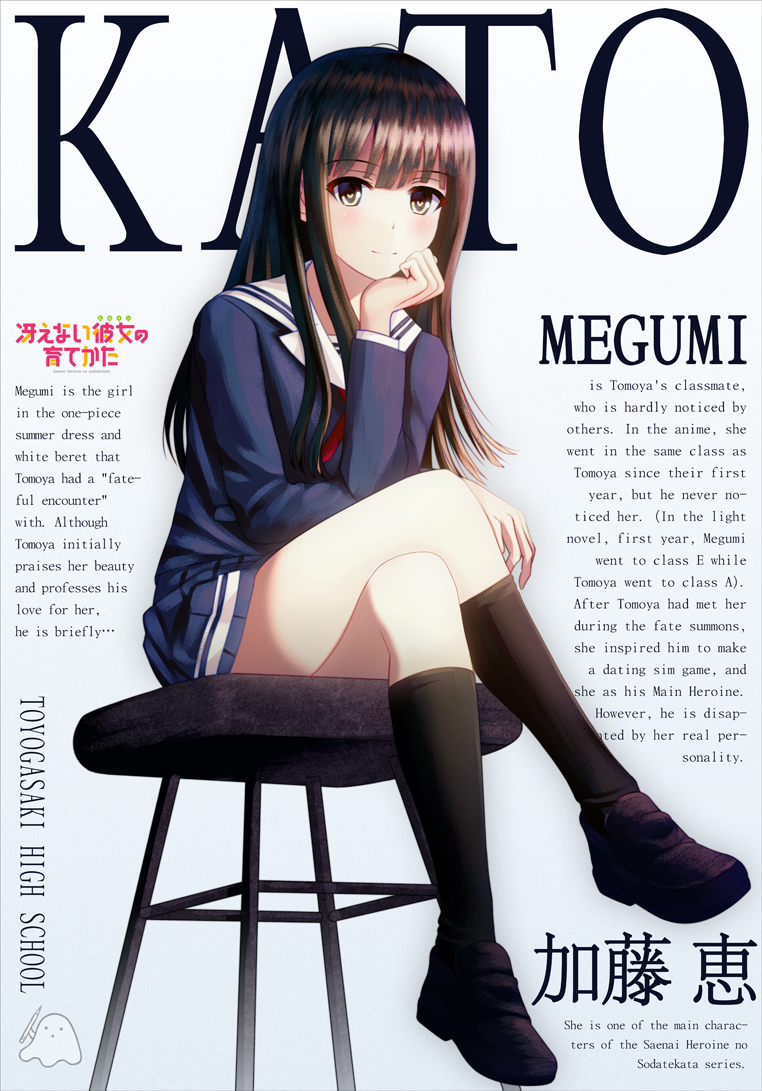 KATO
冴えない彼女の
育てかた
Saenai heroine no sodatekata
Megumi is the girl
in the one-piece
summer dress and
white beret that
Tomoya had a "fate-
ful encounter"
with. Although
Tomoya initially
praises her beauty
and professes his
love for her,
he is briefly…
MEGUMI
is Tomoya's classmate,
who is hardly noticed by
others. In the anime, she
went in the same class as
Tomoya since their first
year, but he never no-
ticed her. (In the light
novel, first year, Megumi
went to class E while
Tomoya went to class A).
After Tomoya had met her
during the fate summons,
she inspired him to make
a dating sim game, and
she as his Main Heroine.
However, he is disap-
nted by her real per-
sonality.
TOYOGASAKI HIGH SCHOOL
加藤 恵
She is one of the main charac-
ters of the Saenai Heroine no
Sodatekata series.